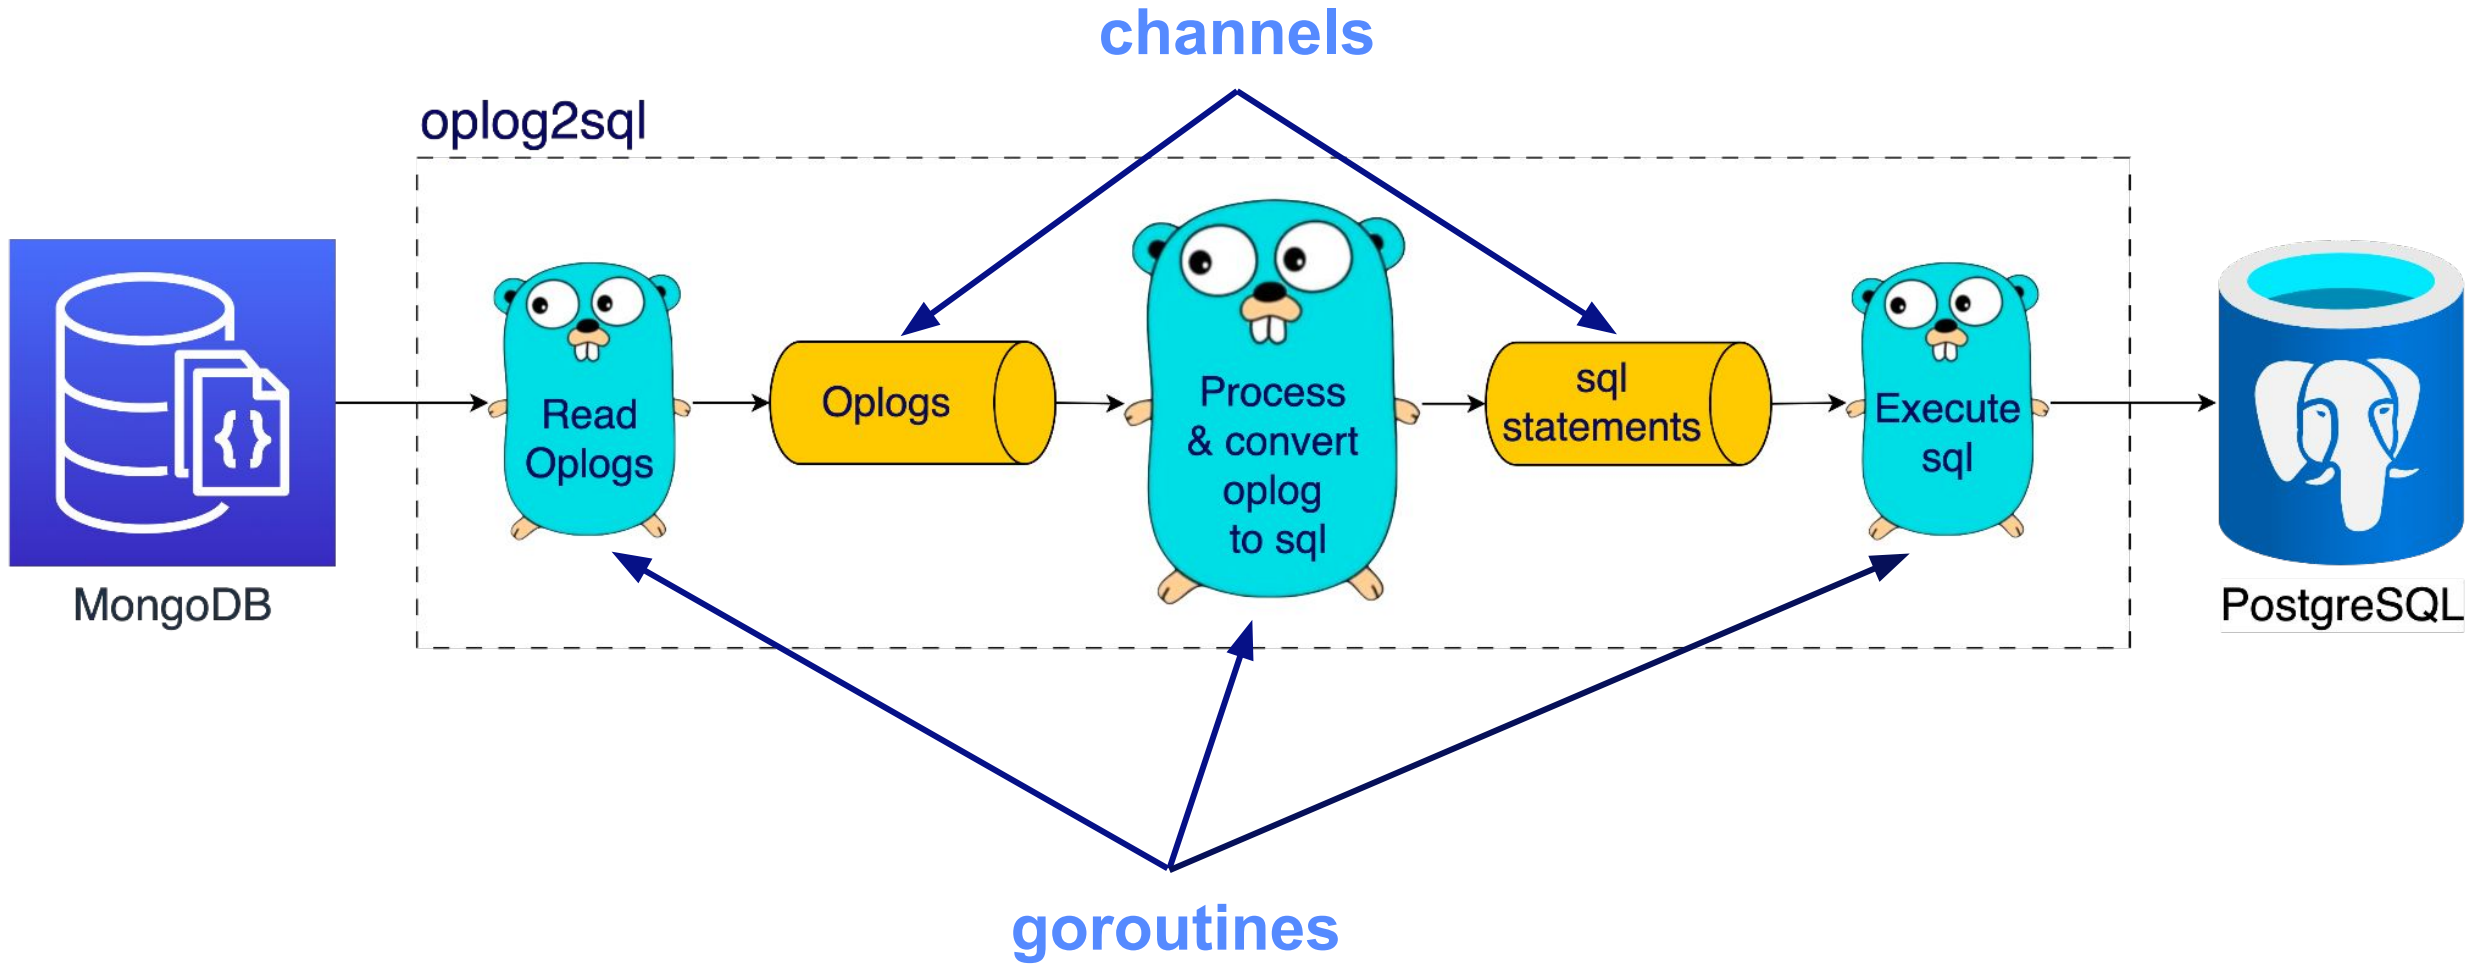 channels
oplog2sql
MongoDB
Read
Oplogs
Oplogs
Process
& convert
oplog
to sql
sql
statements
Execute
sql
PostgreSQL
goroutines